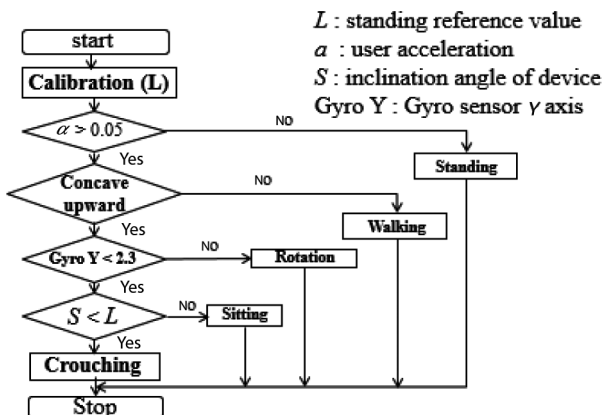 start
L : standing reference value
a : user acceleration
S : inclination angle of device
Gyro Y : Gyro sensor γ axis
Calibration (L)
α > 0.05
NO
Yes
Standing
Concave
upward
NO
Yes
Walking
Gyro Y < 2.3
NO
Rotation
Yes
S < L
NO
Sitting
Yes
Crouching
Stop